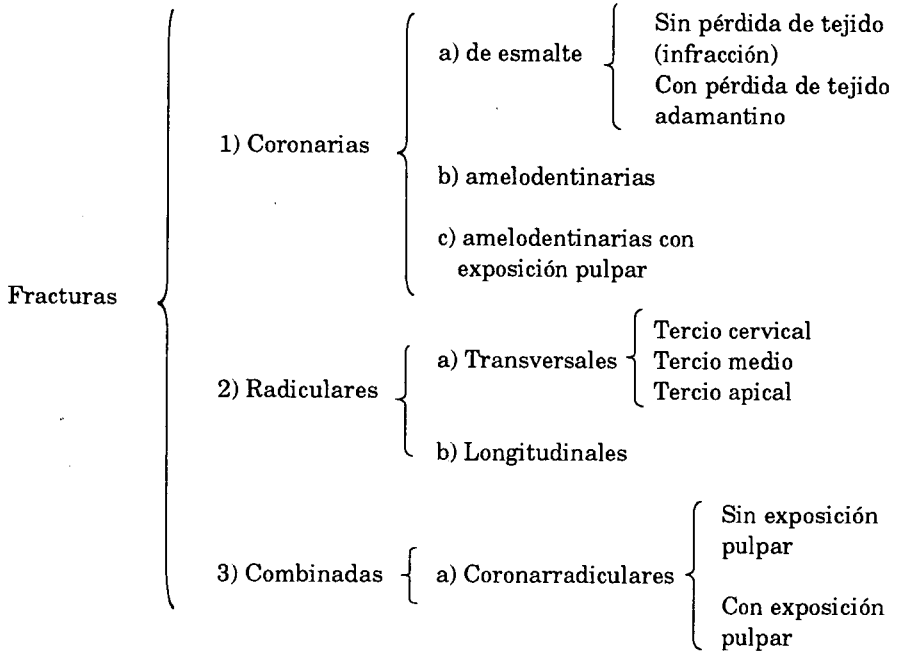 Fracturas
1) Coronarias
a) de esmalte
Sin pérdida de tejido
(infracción)
Con pérdida de tejido
adamantino
b) amelodentinarias
c) amelodentinarias con
exposición pulpar
2) Radiculares
a) Transversales
Tercio cervical
Tercio medio
Tercio apical
b) Longitudinales
3) Combinadas
a) Coronarradiculares
Sin exposición
pulpar
Con exposición
pulpar